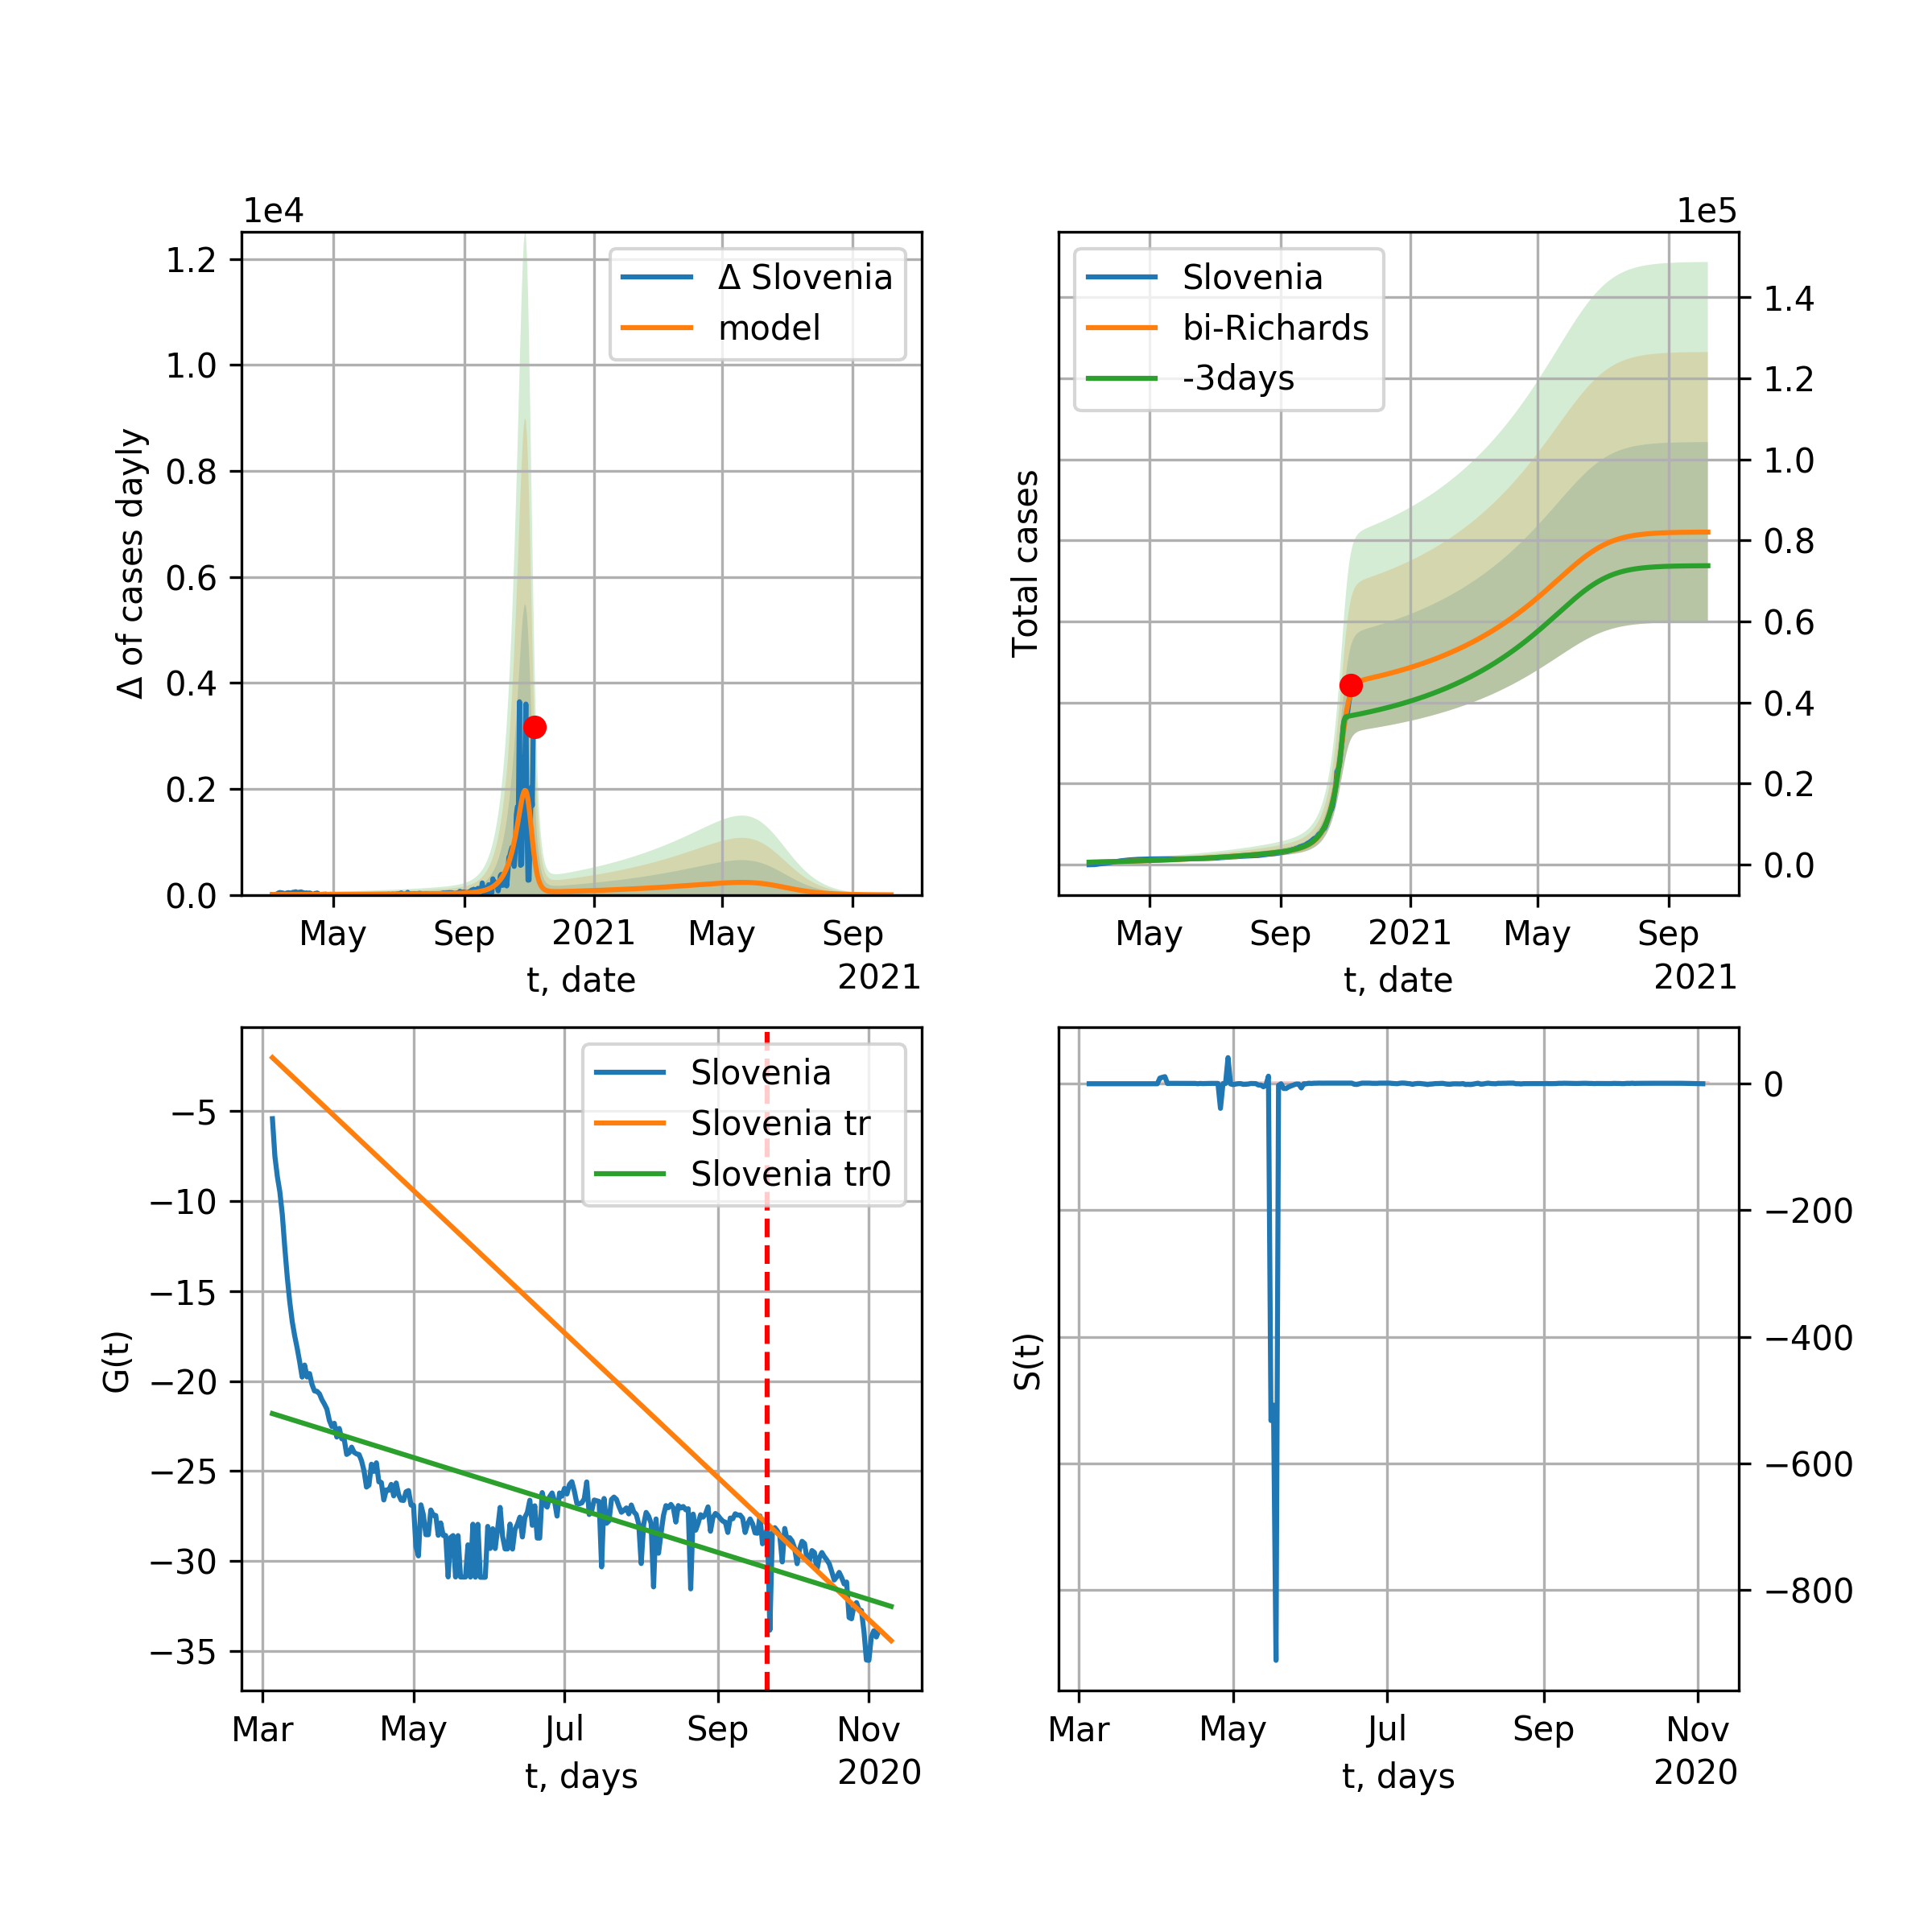 1e4
1.2
1.0
0.8
0.6
0.4
0.2
0.0
Δ of cases dayly
Δ Slovenia
model
May Sep 2021 May Sep
t, date 2021
1e5
Slovenia
bi-Richards
-3days
Total cases
1.4
1.2
1.0
0.8
0.6
0.4
0.2
0.0
May Sep 2021 May Sep
t, date 2021
Slovenia
Slovenia tr
Slovenia tr0
−5
−10
−15
−20
−25
−30
−35
G(t)
Mar May Jul Sep Nov
t, days 2020
S(t)
0
−200
−400
−600
−800
Mar May Jul Sep Nov
t, days 2020